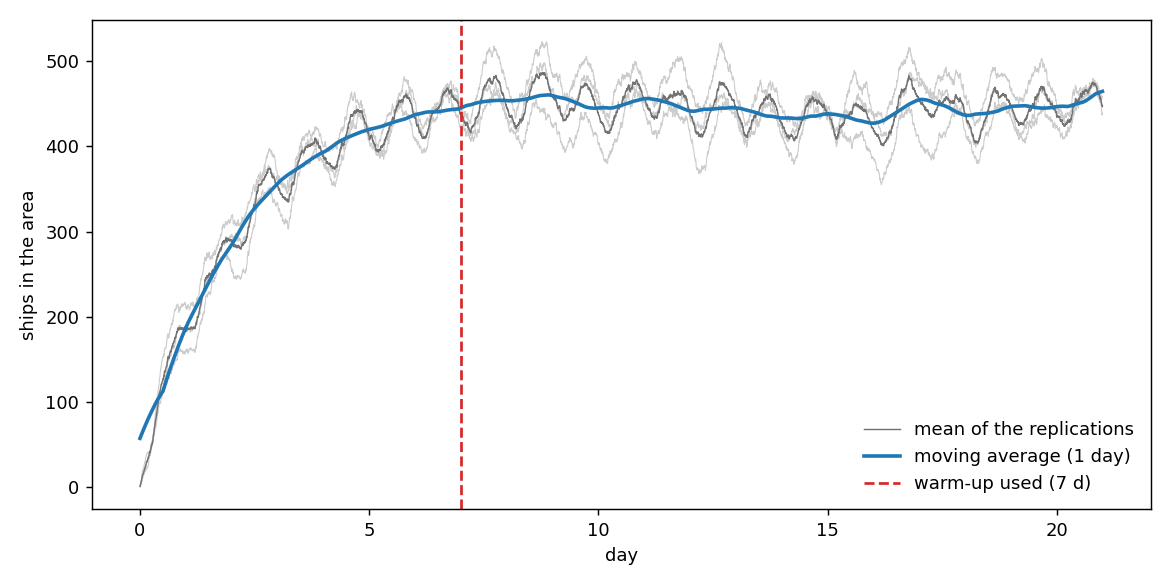 500
400
300
200
100
0
ships in the area
mean of the replications
moving average (1 day)
warm-up used (7 d)
0 5 10 15 20
day